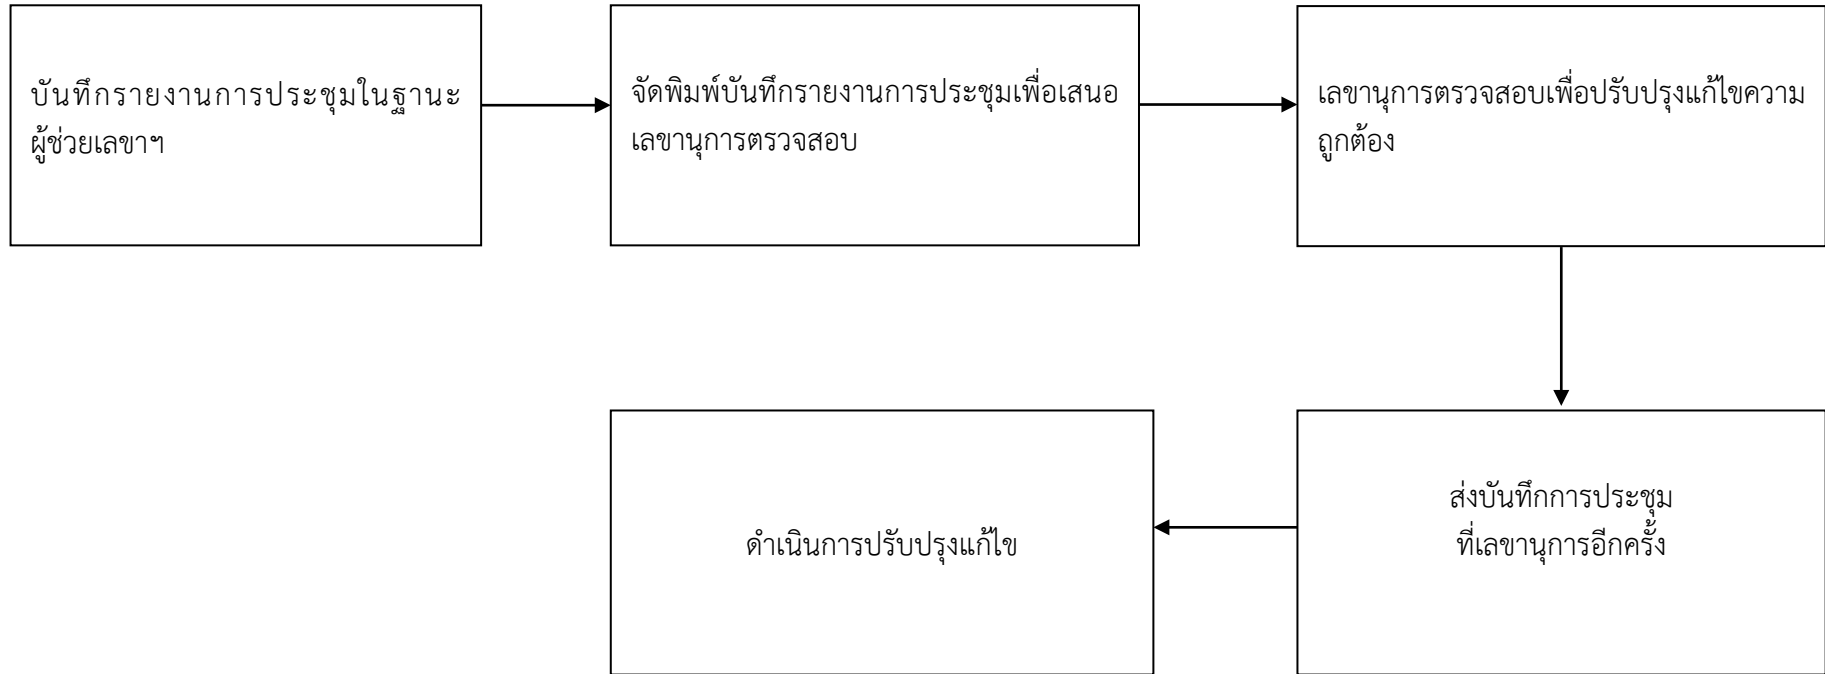 บันทึกรายงานการประชุมในฐานะ
ผู้ช่วยเลขาฯ
จัดพิมพ์บันทึกรายงานการประชุมเพื่อเสนอ
เลขานุการตรวจสอบ
เลขานุการตรวจสอบเพื่อปรับปรุงแก้ไขความ
ถูกต้อง
ส่งบันทึกการประชุม
ที่เลขานุการอีกครั้ง
ดำเนินการปรับปรุงแก้ไข